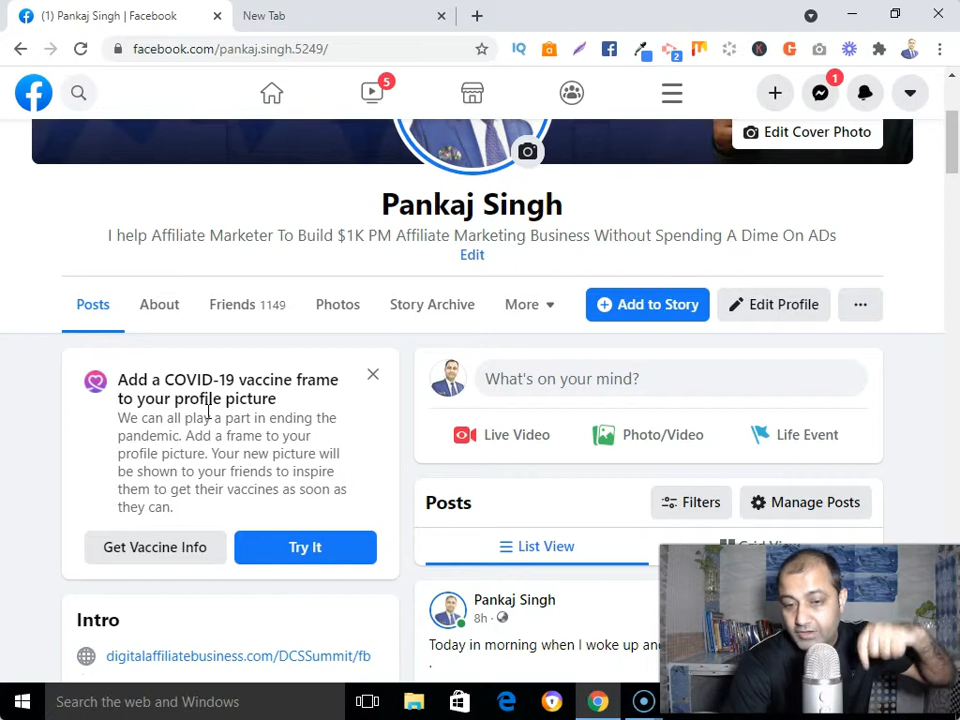 (1) Pankaj Singh | Facebook
New Tab
facebook.com/pankaj.singh.5249/
2
5
1
Edit Cover Photo
Pankaj Singh
I help Affiliate Marketer To Build $1K PM Affiliate Marketing Business Without Spending A Dime On ADs
Edit
Posts
About
Friends 1149
Photos
Story Archive
More
Add to Story
Edit Profile
Add a COVID-19 vaccine frame
to your profile picture
We can all play a part in ending the
pandemic. Add a frame to your
profile picture. Your new picture will
be shown to your friends to inspire
them to get their vaccines as soon as
they can.
Get Vaccine Info
Try It
What's on your mind?
Live Video
Photo/Video
Life Event
Posts
Filters
Manage Posts
List View
Grid View
Intro
digitalaffiliatebusiness.com/DCSSummit/fb
Pankaj Singh
8h
Today in morning when I woke up
.
Search the web and Windows